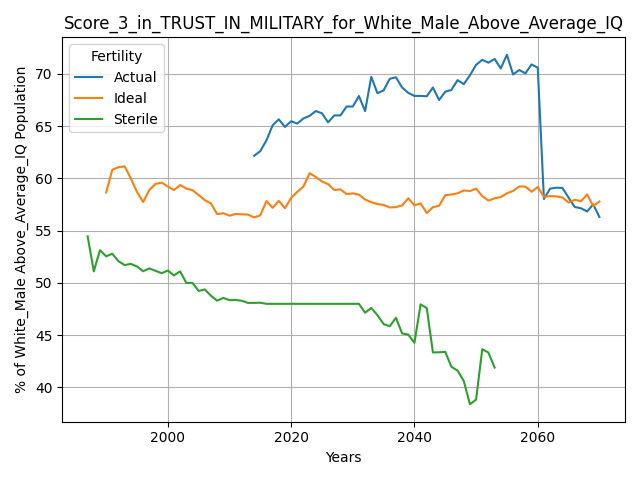 Score_3_in_TRUST_IN_MILITARY_for_White_Male_Above_Average_IQ
Fertility
Actual
Ideal
Sterile
% of White_Male Above_Average_IQ Population
70
65
60
55
50
45
40
2000
2020
2040
2060
Years